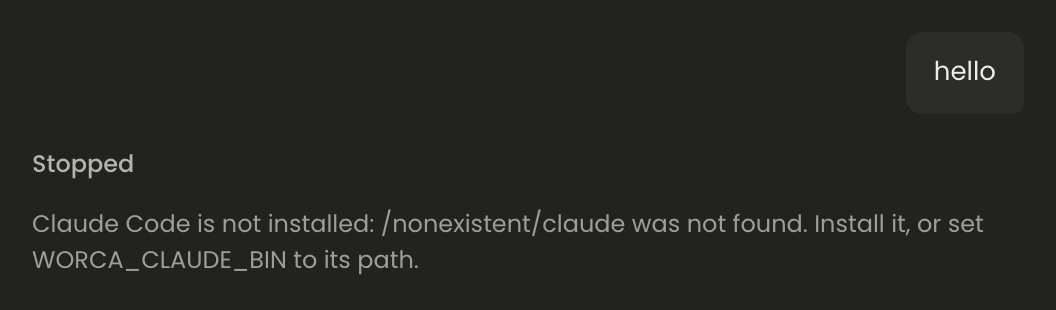 hello
Stopped
Claude Code is not installed: /nonexistent/claude was not found. Install it, or set
WORCA_CLAUDE_BIN to its path.